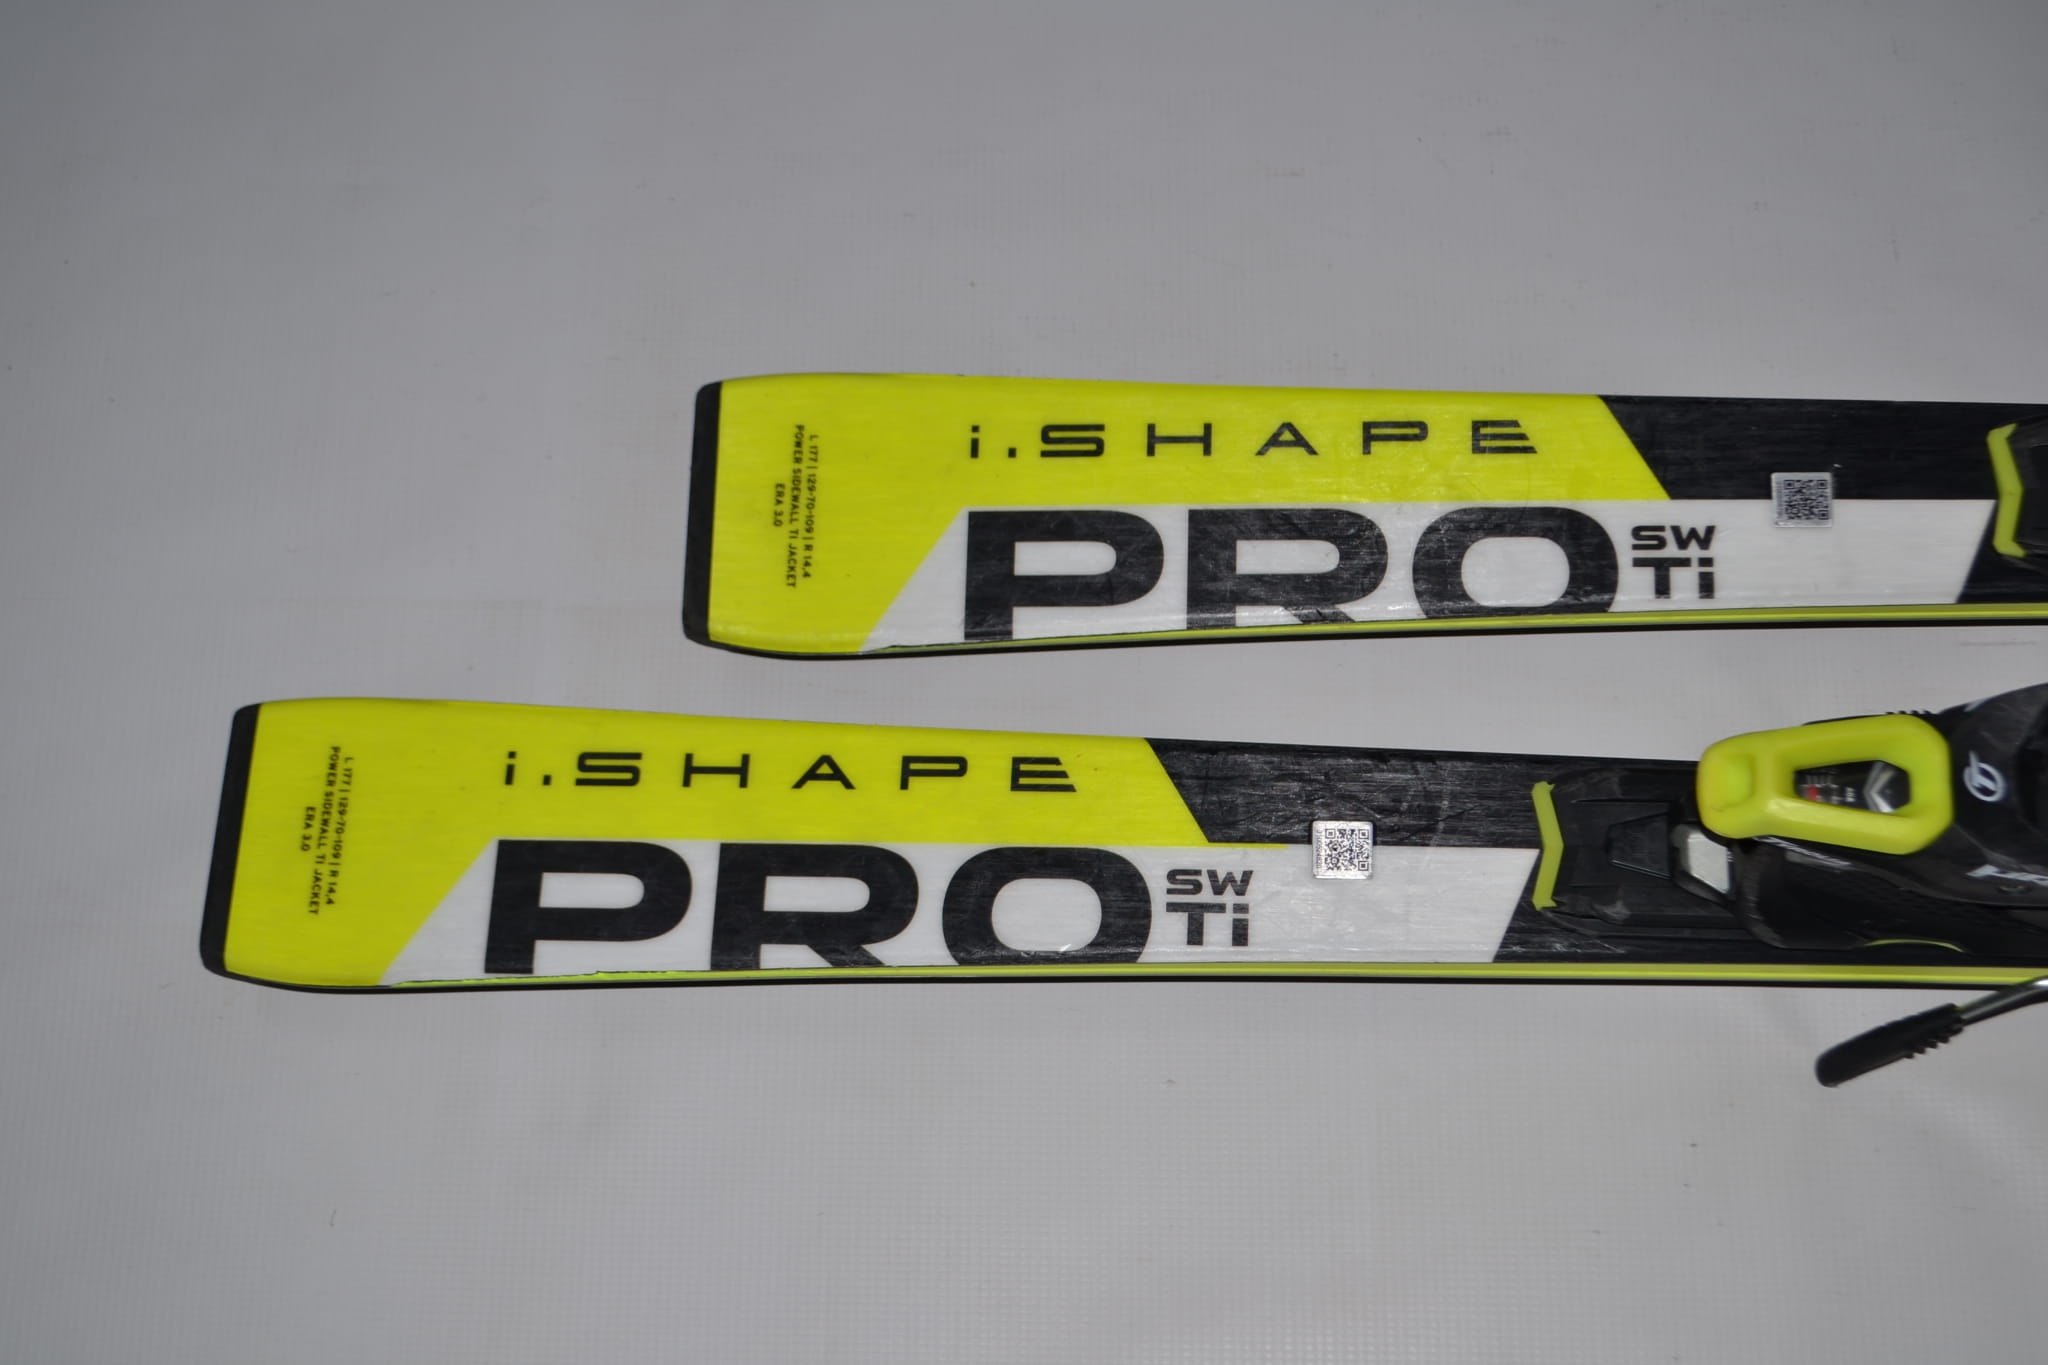 i.SHAPE
PRO
SW
Ti
L 177 | 129-70-109 | R 14,4
POWER SIDEWALL TI JACKET
ERA 3.0
i.SHAPE
PRO
SW
Ti
L 177 | 129-70-109 | R 14,4
POWER SIDEWALL TI JACKET
ERA 3.0